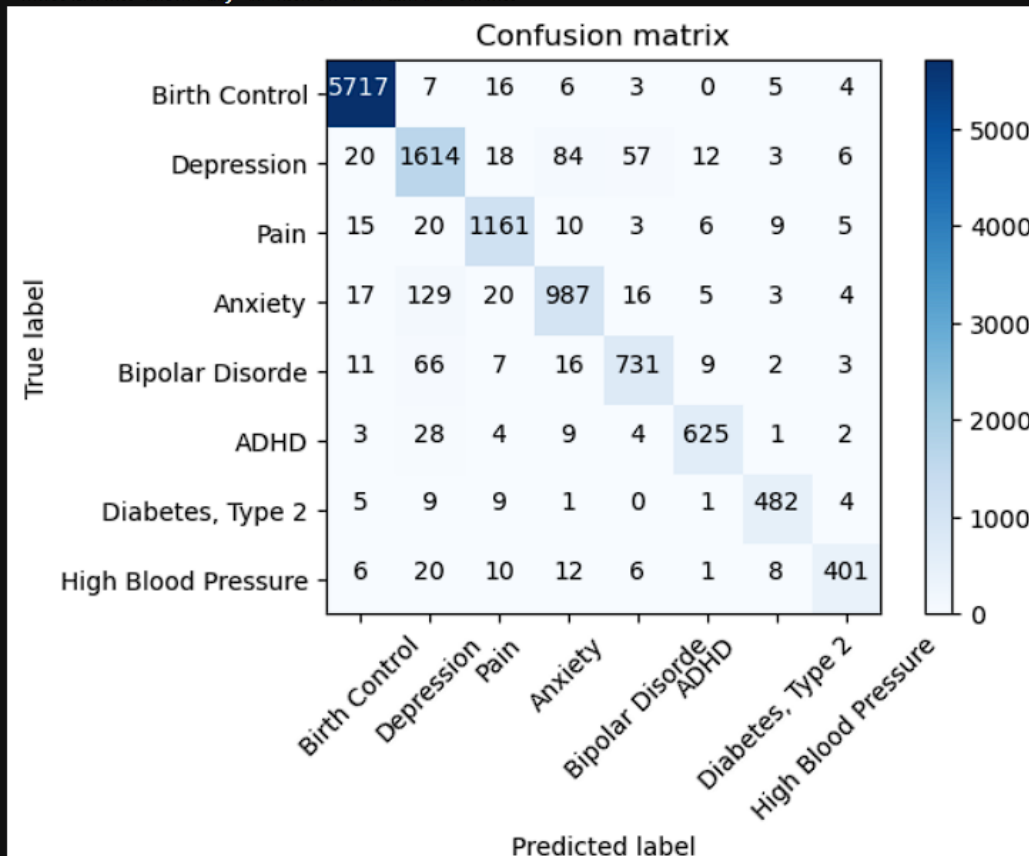 Confusion matrix
Birth Control 5717 7 16 6 3 0 5 4
Depression 20 1614 18 84 57 12 3 6
Pain 15 20 1161 10 3 6 9 5
Anxiety 17 129 20 987 16 5 3 4
Bipolar Disorde 11 66 7 16 731 9 2 3
ADHD 3 28 4 9 4 625 1 2
Diabetes, Type 2 5 9 9 1 0 1 482 4
High Blood Pressure 6 20 10 12 6 1 8 401
True label
Birth Control
Depression
Pain
Anxiety
Bipolar Disorde
ADHD
Diabetes, Type 2
High Blood Pressure
Predicted label
5000
4000
3000
2000
1000
0